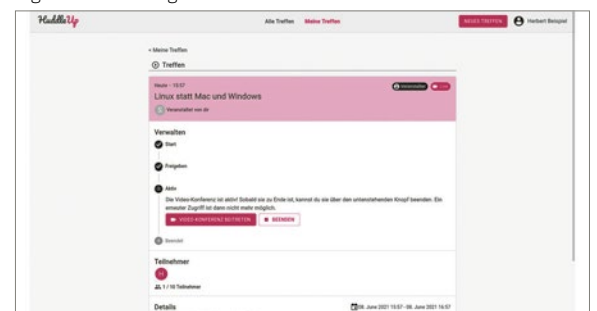 HuddleUp
Alle Treffen Meine Treffen
NEUES TREFFEN Herbert Beispiel
< Meine Treffen
Treffen
Heute - 15:57
Linux statt Mac und Windows
Veranstalter Live
Veranstaltet von dir
Verwalten
Start
Freigeben
Aktiv
Die Video-Konferenz ist aktiv! Sobald sie zu Ende ist, kannst du sie über den untenstehenden Knopf beenden. Ein
erneuter Zugriff ist dann nicht mehr möglich.
VIDEO-KONFERENZ BEITRETEN BEENDEN
Beendet
Teilnehmer
H
1 / 10 Teilnehmer
Details
08. June 2021 15:57 - 08. June 2021 16:57